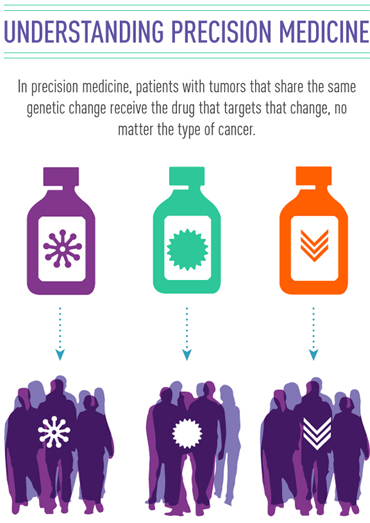 UNDERSTANDING PRECISION MEDICINE
In precision medicine, patients with tumors that share the same
genetic change receive the drug that targets that change, no
matter the type of cancer.